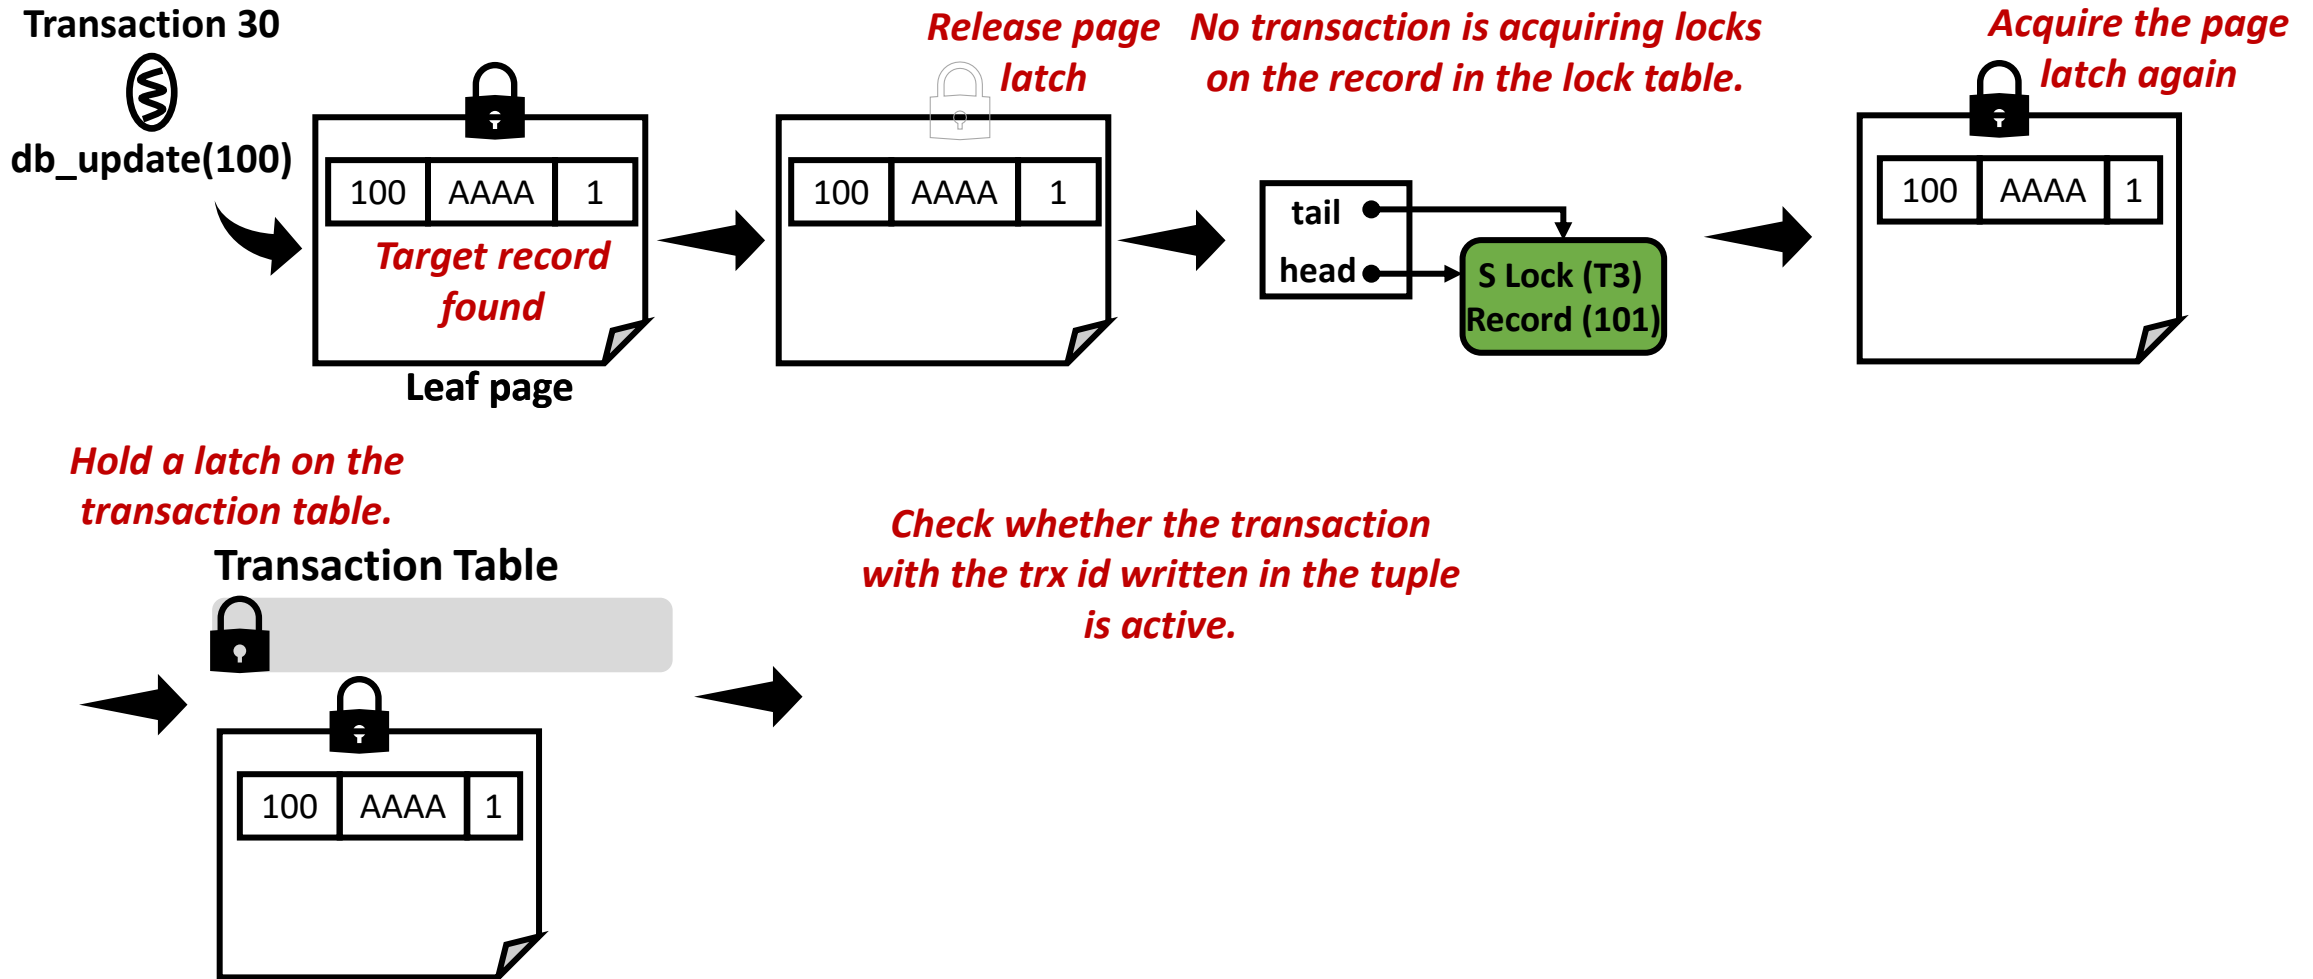 Transaction 30
db_update(100)
100 AAAA 1
Target record
found
Leaf page
Release page
latch
100 AAAA 1
No transaction is acquiring locks
on the record in the lock table.
tail
head
S Lock (T3)
Record (101)
Acquire the page
latch again
100 AAAA 1
Hold a latch on the
transaction table.
Transaction Table
100 AAAA 1
Check whether the transaction
with the trx id written in the tuple
is active.